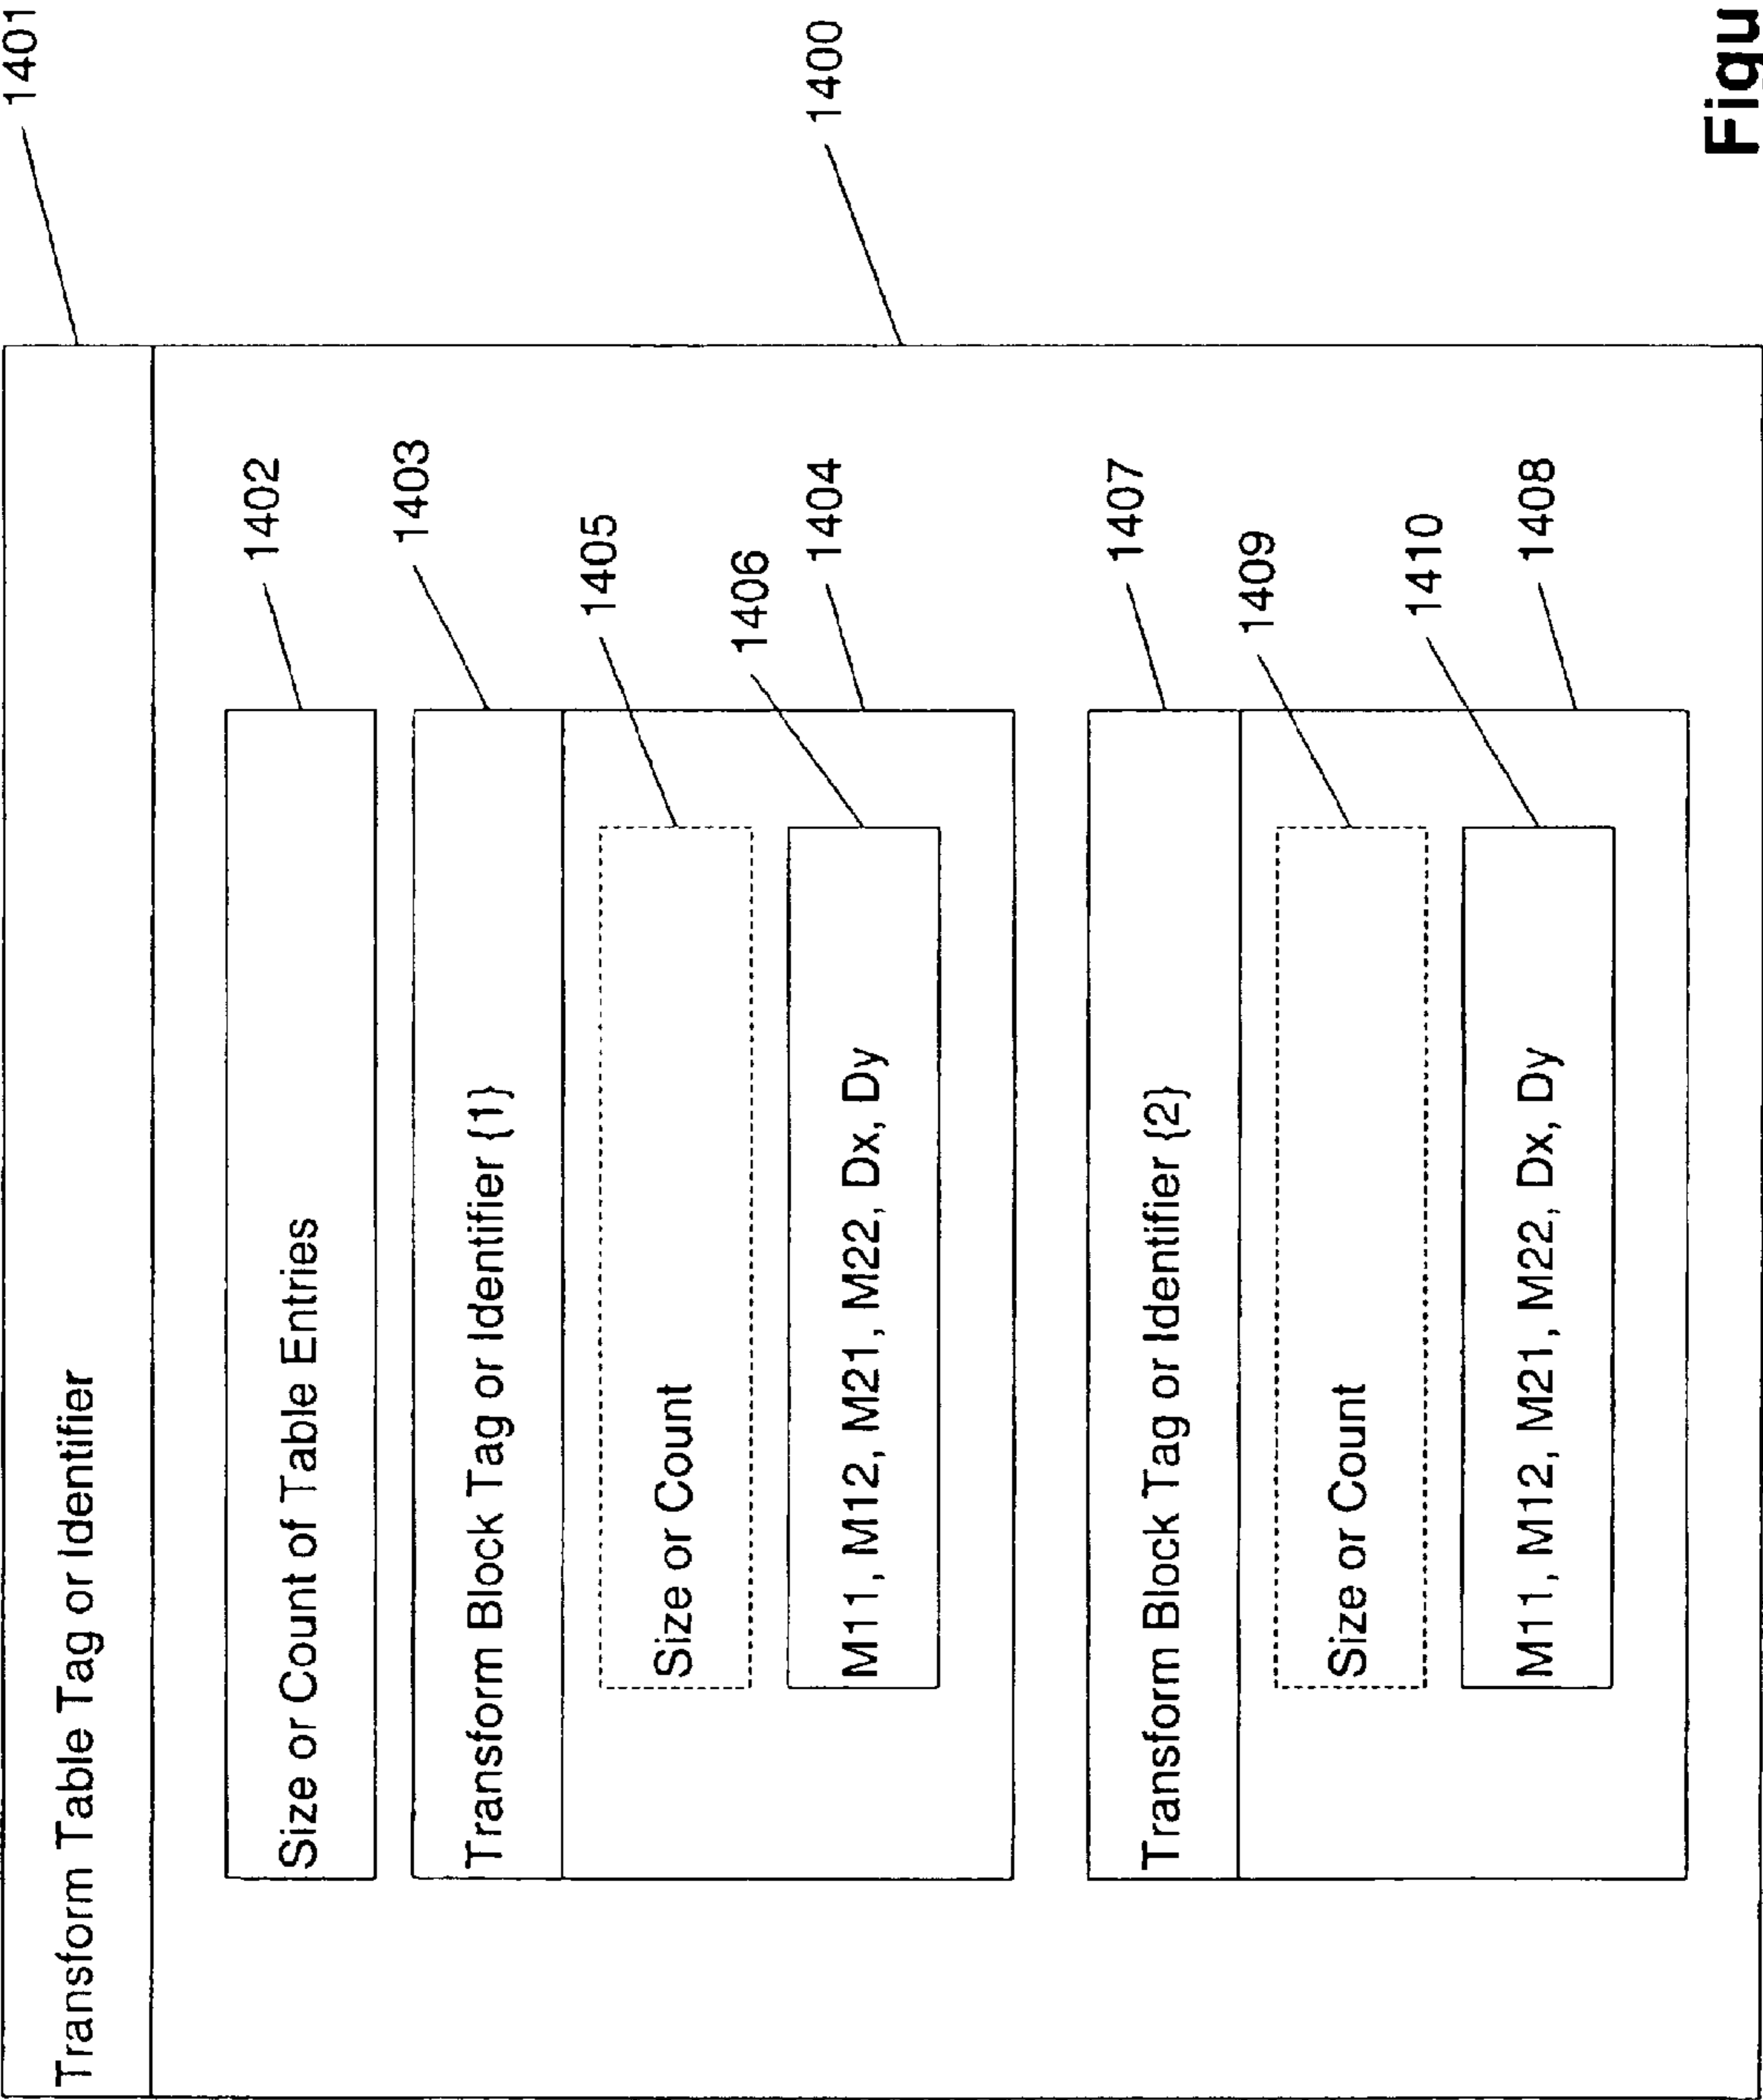 Transform Table Tag or Identifier
1401
1400
Size or Count of Table Entries
1402
Transform Block Tag or Identifier {1}
1403
Size or Count
1405
M11, M12, M21, M22, Dx, Dy
1406
1404
Transform Block Tag or Identifier {2}
1407
Size or Count
1409
M11, M12, M21, M22, Dx, Dy
1410
1408
Figu